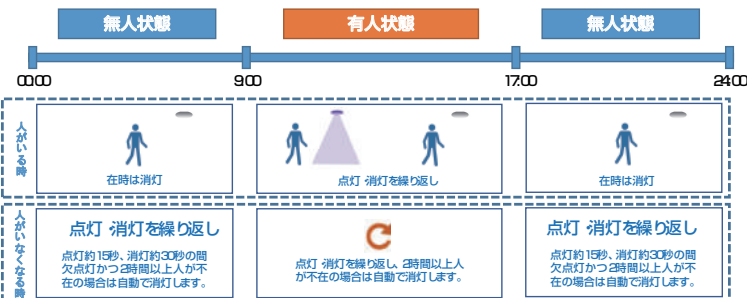 無人状態
有人状態
無人状態
00:00
9:00
17:00
24:00
人がいる時
在時は消灯
点灯・消灯を繰り返し
在時は消灯
人がいなくなる時
点灯・消灯を繰り返し
点灯約15秒、消灯約30秒の間
欠点灯かつ2時間以上人が不
在の場合は自動で消灯します。
点灯・消灯を繰り返し、2時間以上人
が不在の場合は自動で消灯します。
点灯・消灯を繰り返し
点灯約15秒、消灯約30秒の間
欠点灯かつ2時間以上人が不
在の場合は自動で消灯します。